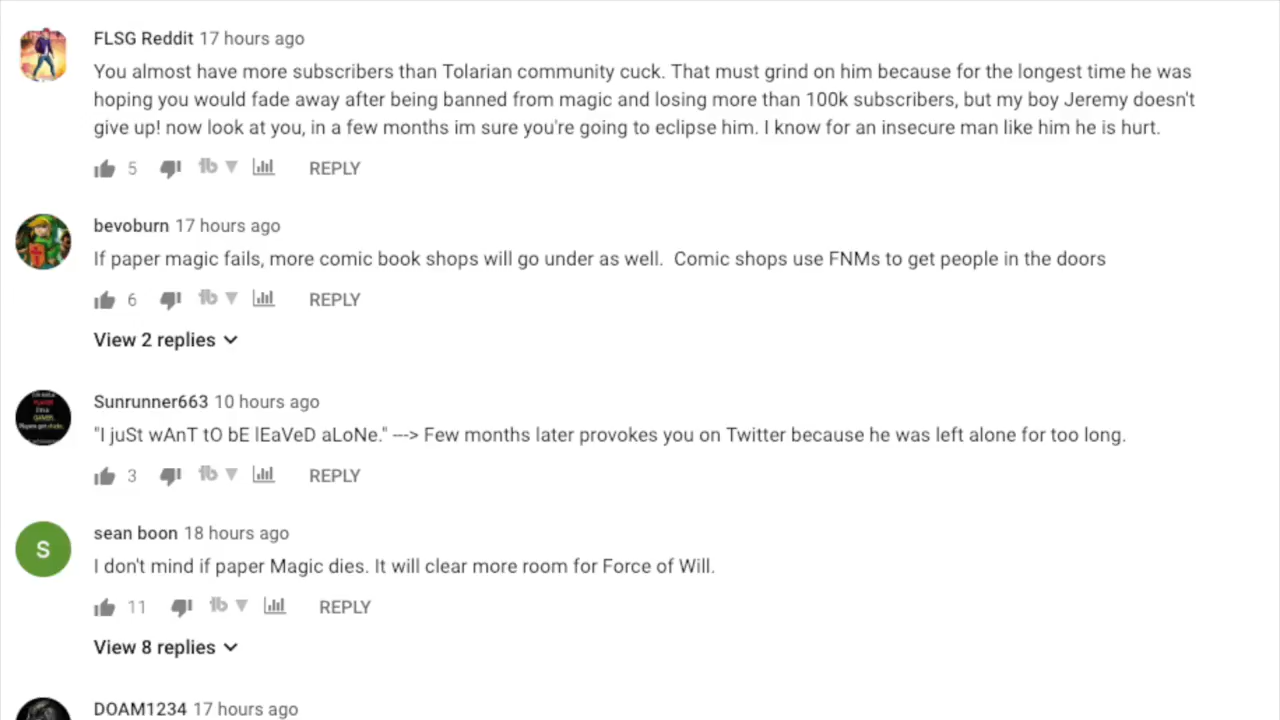 FLSG Reddit 17 hours ago
You almost have more subscribers than Tolarian community cuck. That must grind on him because for the longest time he was
hoping you would fade away after being banned from magic and losing more than 100k subscribers, but my boy Jeremy doesn't
give up! now look at you, in a few months im sure you're going to eclipse him. I know for an insecure man like him he is hurt.
5 REPLY
bevoburn 17 hours ago
If paper magic fails, more comic book shops will go under as well.  Comic shops use FNMs to get people in the doors
6 REPLY
View 2 replies
Sunrunner663 10 hours ago
"I juSt wAnT tO bE lEaVeD aLoNe." ---> Few months later provokes you on Twitter because he was left alone for too long.
3 REPLY
S
sean boon 18 hours ago
I don't mind if paper Magic dies. It will clear more room for Force of Will.
11 REPLY
View 8 replies
DOAM1234 17 hours ago